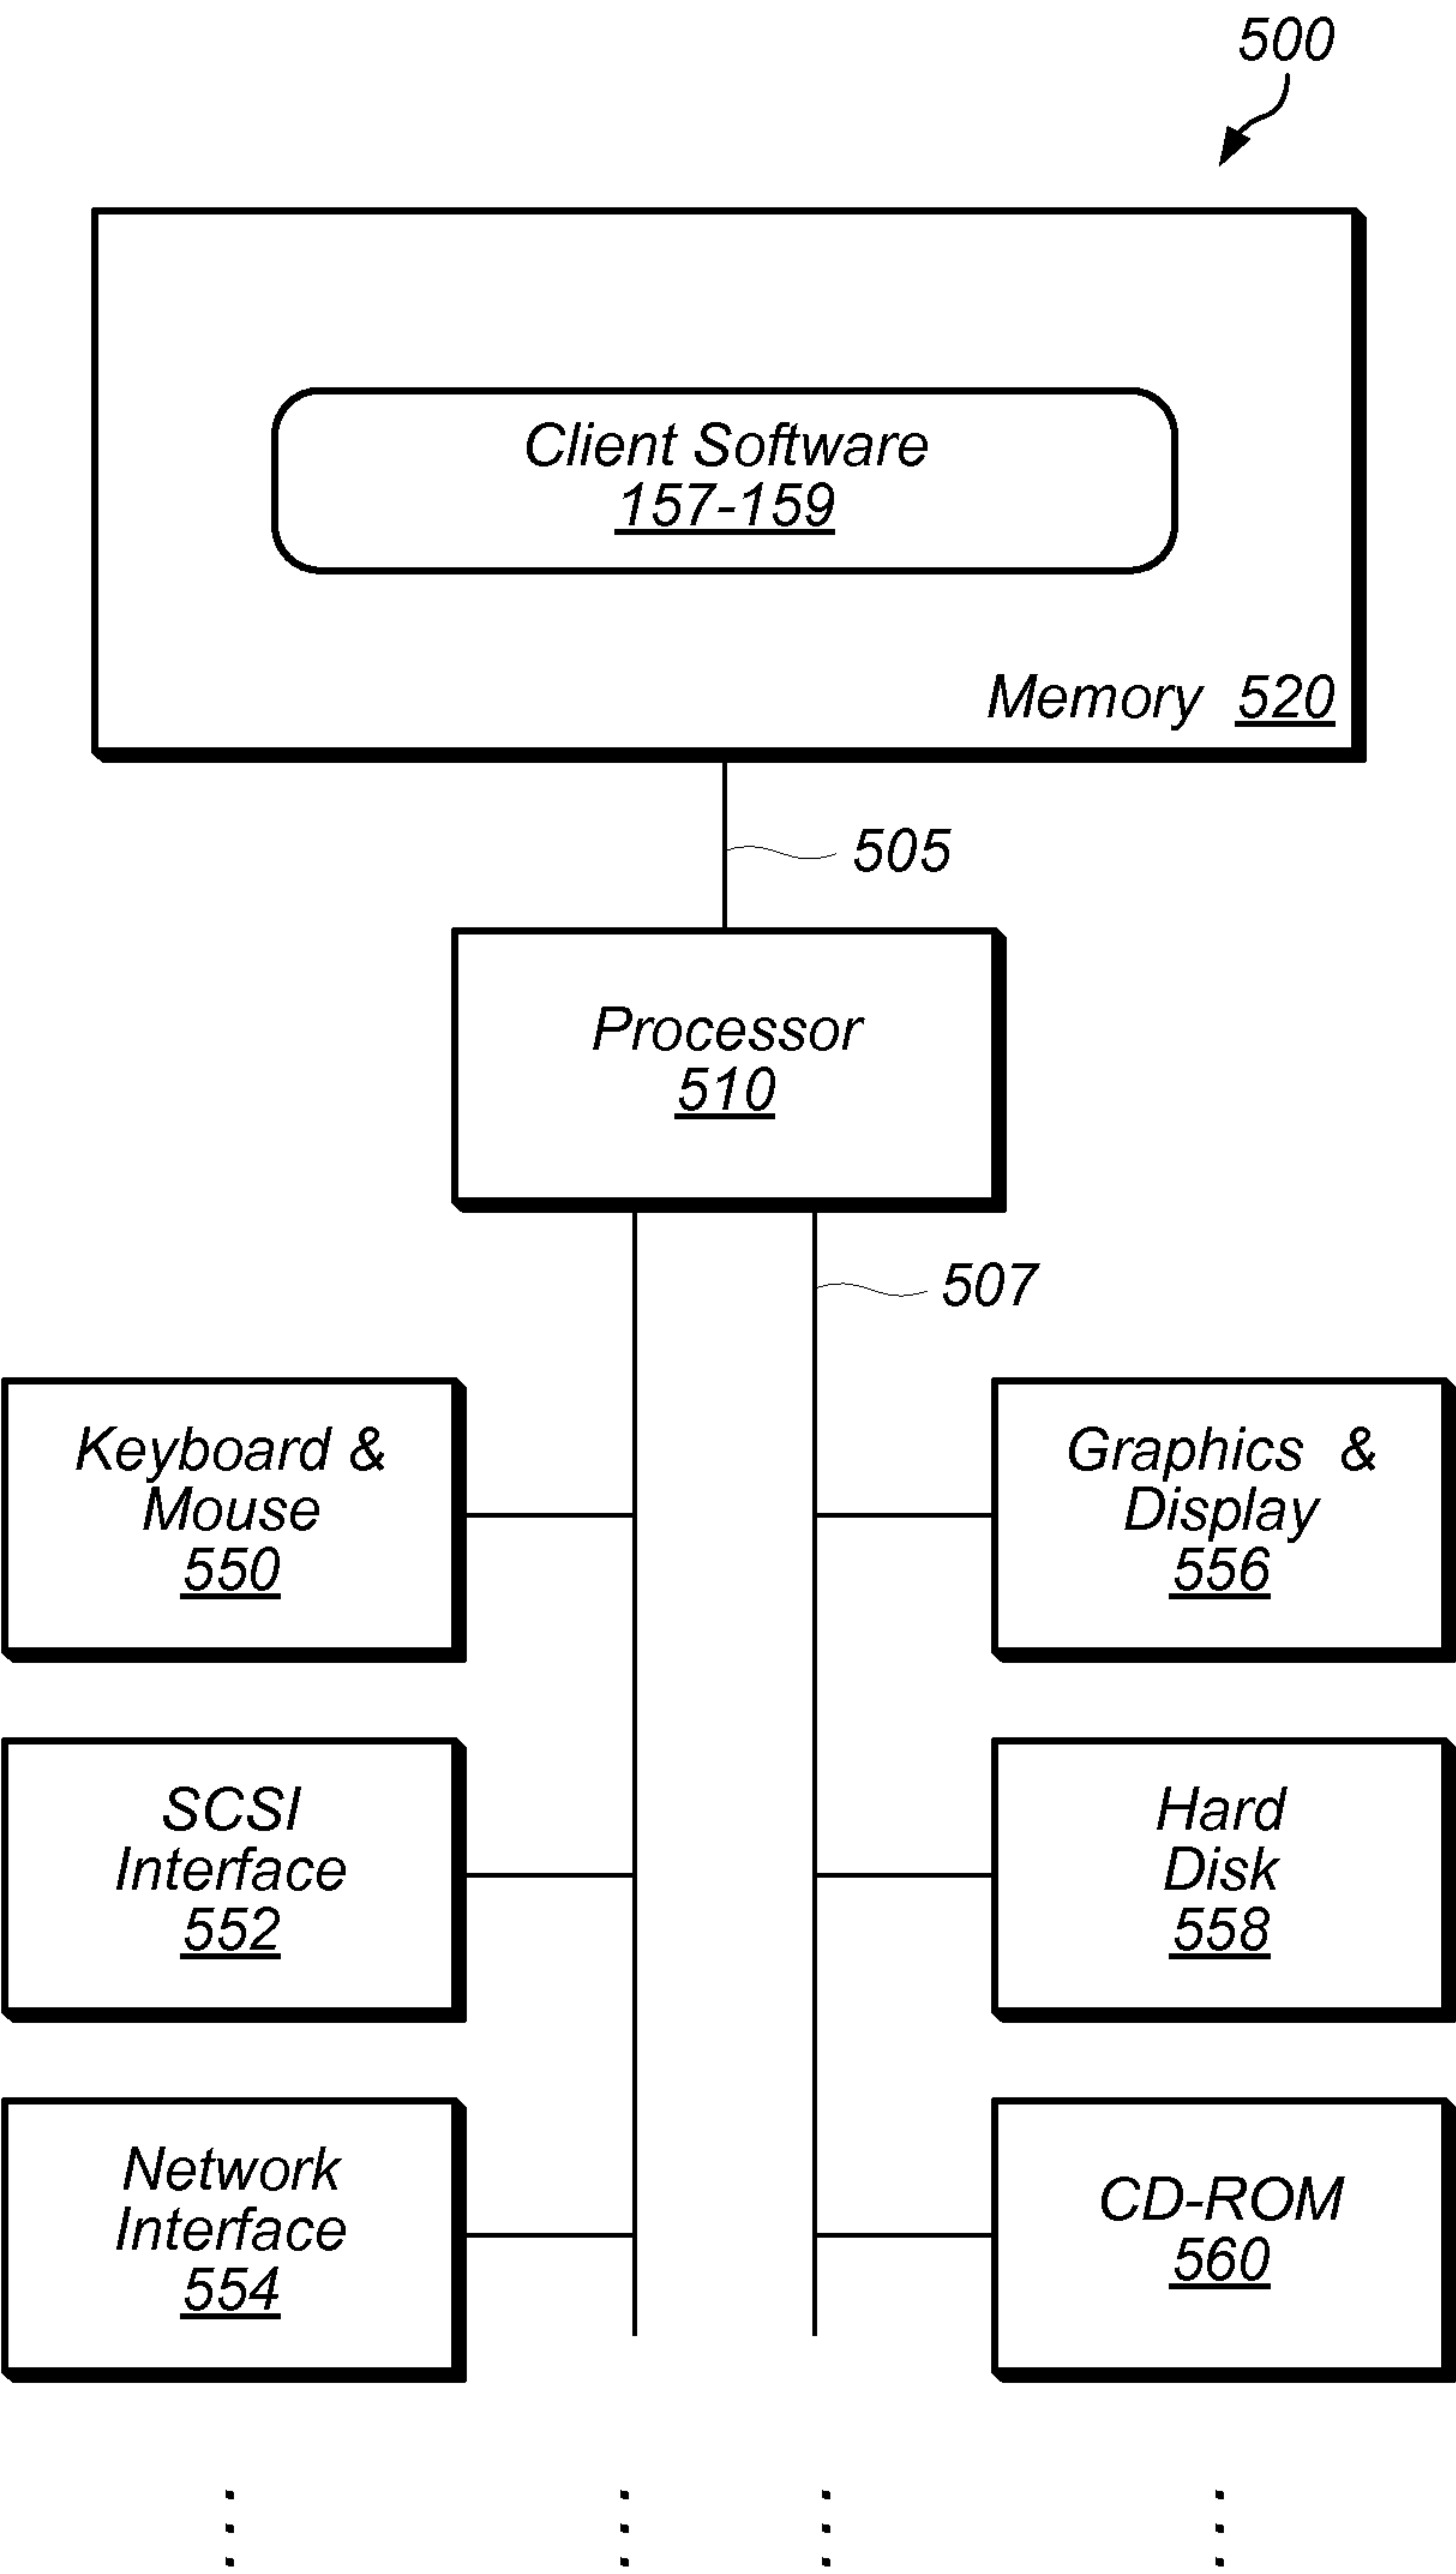 500
Client Software
157-159
Memory 520
505
Processor
510
507
Keyboard &
Mouse
550
Graphics &
Display
556
SCSI
Interface
552
Hard
Disk
558
Network
Interface
554
CD-ROM
560